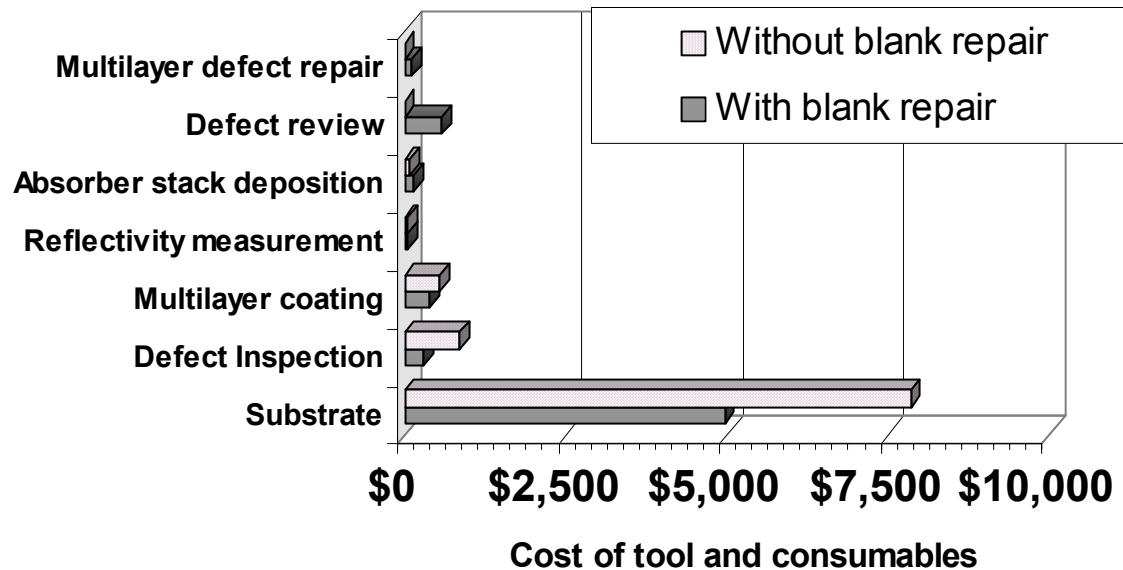 Without blank repair
With blank repair
Multilayer defect repair
Defect review
Absorber stack deposition
Reflectivity measurement
Multilayer coating
Defect Inspection
Substrate
$0 $2,500 $5,000 $7,500 $10,000
Cost of tool and consumables